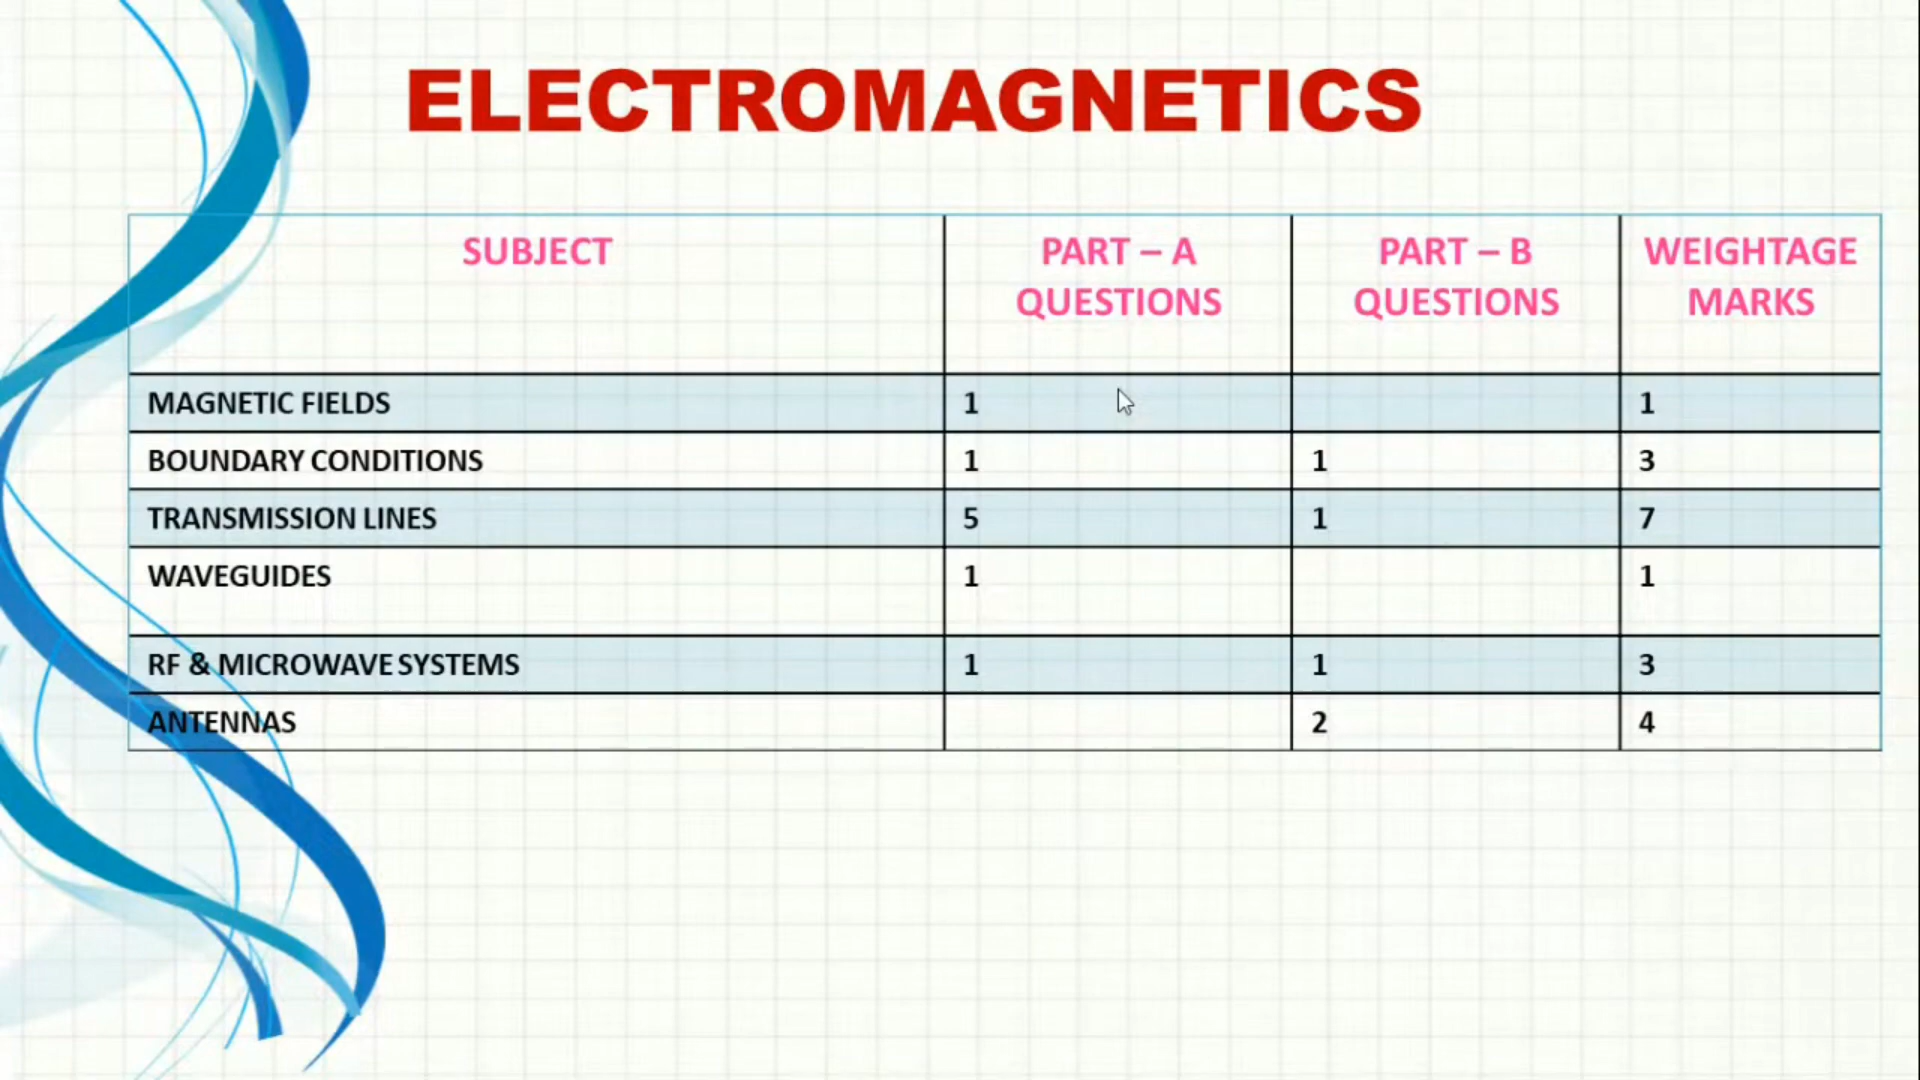 ELECTROMAGNETICS
SUBJECT PART – A QUESTIONS PART – B QUESTIONS WEIGHTAGE MARKS
MAGNETIC FIELDS 1 1
BOUNDARY CONDITIONS 1 1 3
TRANSMISSION LINES 5 1 7
WAVEGUIDES 1 1
RF & MICROWAVE SYSTEMS 1 1 3
ANTENNAS 2 4